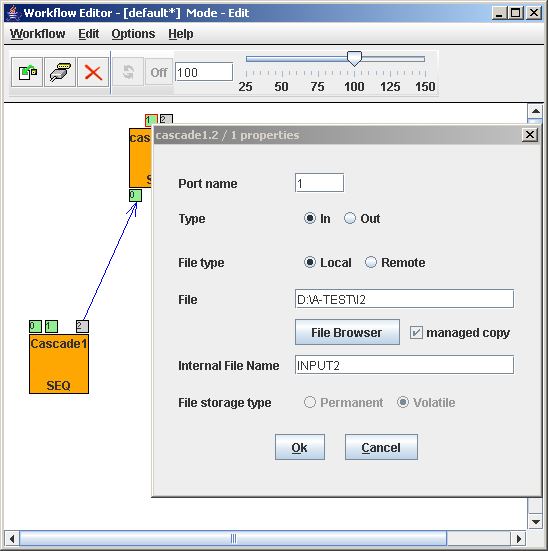 Workflow Editor - [default*]  Mode - Edit
Workflow Edit Options Help
Off 100
25 50 75 100 125 150
1 2
cas
S
0
cascade1.2 / 1 properties
Port name 1
Type In Out
File type Local Remote
File D:\A-TEST\I2
File Browser managed copy
Internal File Name INPUT2
File storage type Permanent Volatile
Ok Cancel
0 1 2
Cascade1
SEQ